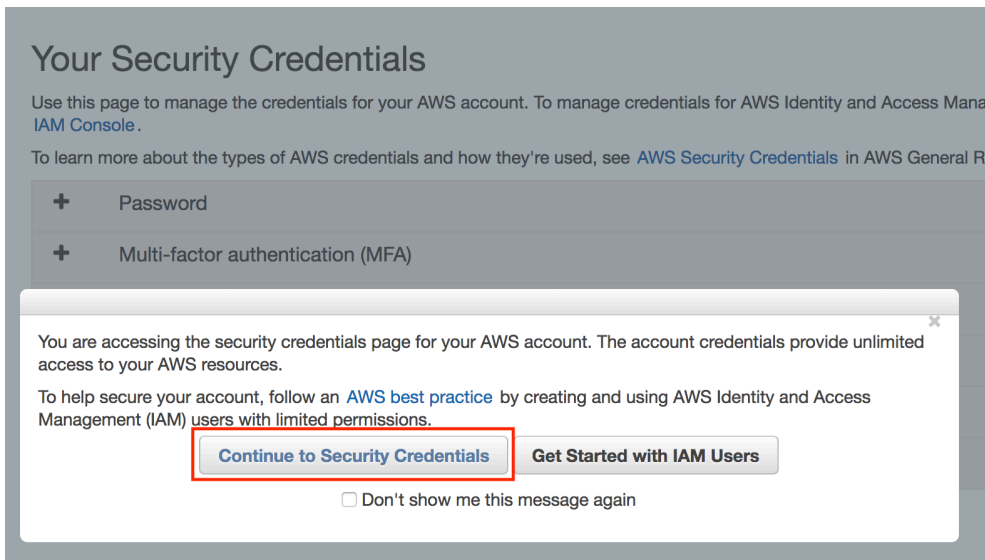 Your Security Credentials
Use this page to manage the credentials for your AWS account. To manage credentials for AWS Identity and Access Mana
IAM Console.
To learn more about the types of AWS credentials and how they're used, see AWS Security Credentials in AWS General R
Password
Multi-factor authentication (MFA)
You are accessing the security credentials page for your AWS account. The account credentials provide unlimited
access to your AWS resources.
To help secure your account, follow an AWS best practice by creating and using AWS Identity and Access
Management (IAM) users with limited permissions.
Continue to Security Credentials Get Started with IAM Users
Don't show me this message again